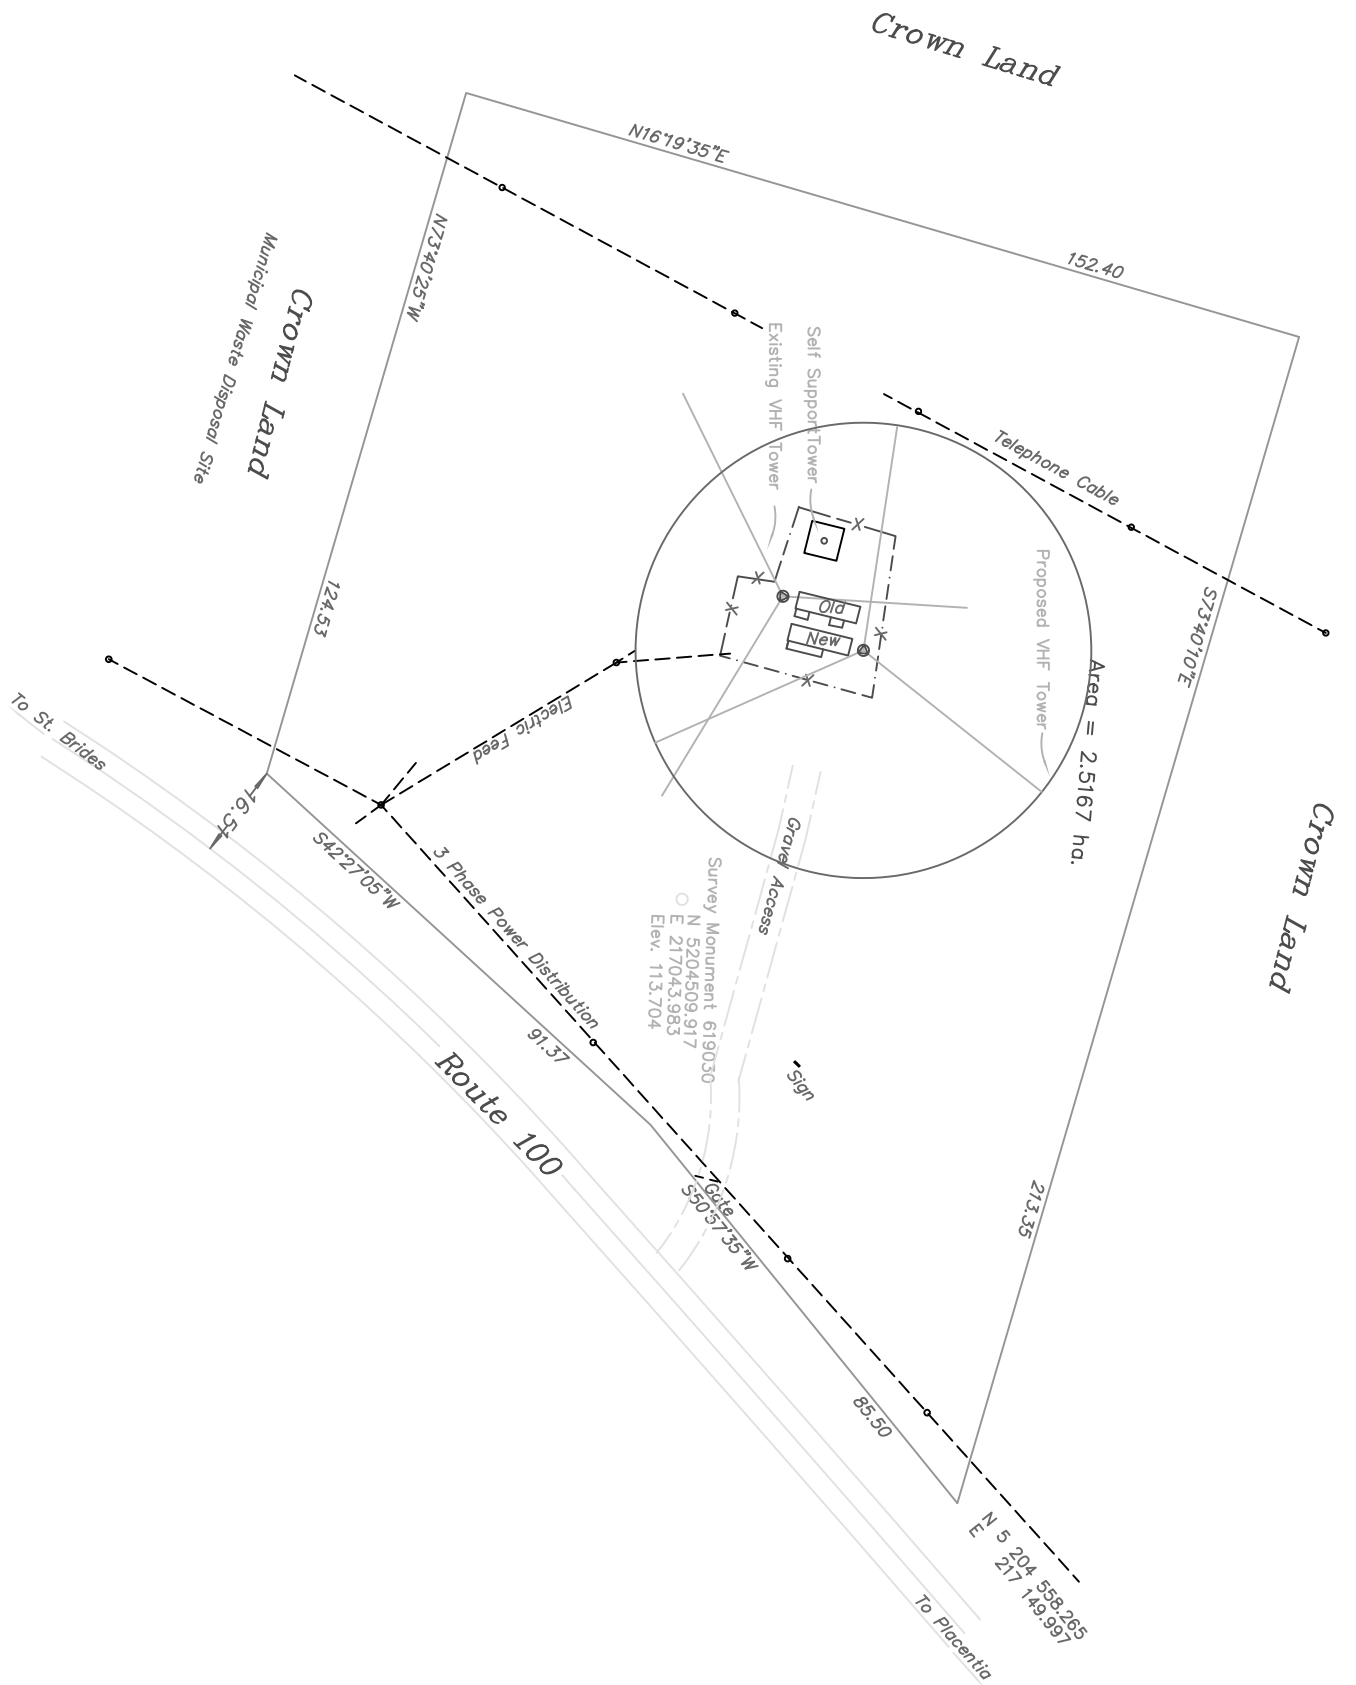 Crown Land
N16°19'35"E
152.40
N73°40'25"W
Municipal Waste Disposal Site
Crown Land
124.53
Existing VHF Tower
Self SupportTower
Telephone Cable
Proposed VHF Tower
S73°40'10"E
Area = 2.5167 ha.
Old
New
Electric Feed
To St. Brides
16.51
S42°27'05"W
3 Phase Power Distribution
Gravel Access
Survey Monument 619030
N 5204509.917
E 217043.983
Elev. 113.704
Crown Land
91.37
Sign
Route 100
Gate
S50°57'35"W
213.35
85.50
N 5 204 558.265
E 217 149.997
To Placentia